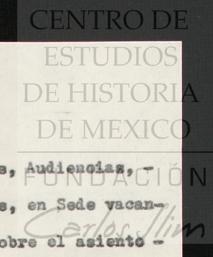 CENTRO DE
ESTUDIOS
DE HISTORIA
DE MEXICO
s, Audiencias, -
FUNDACIÓN
s, en Sede vacan-
Carlos Slim
obre el asiento -